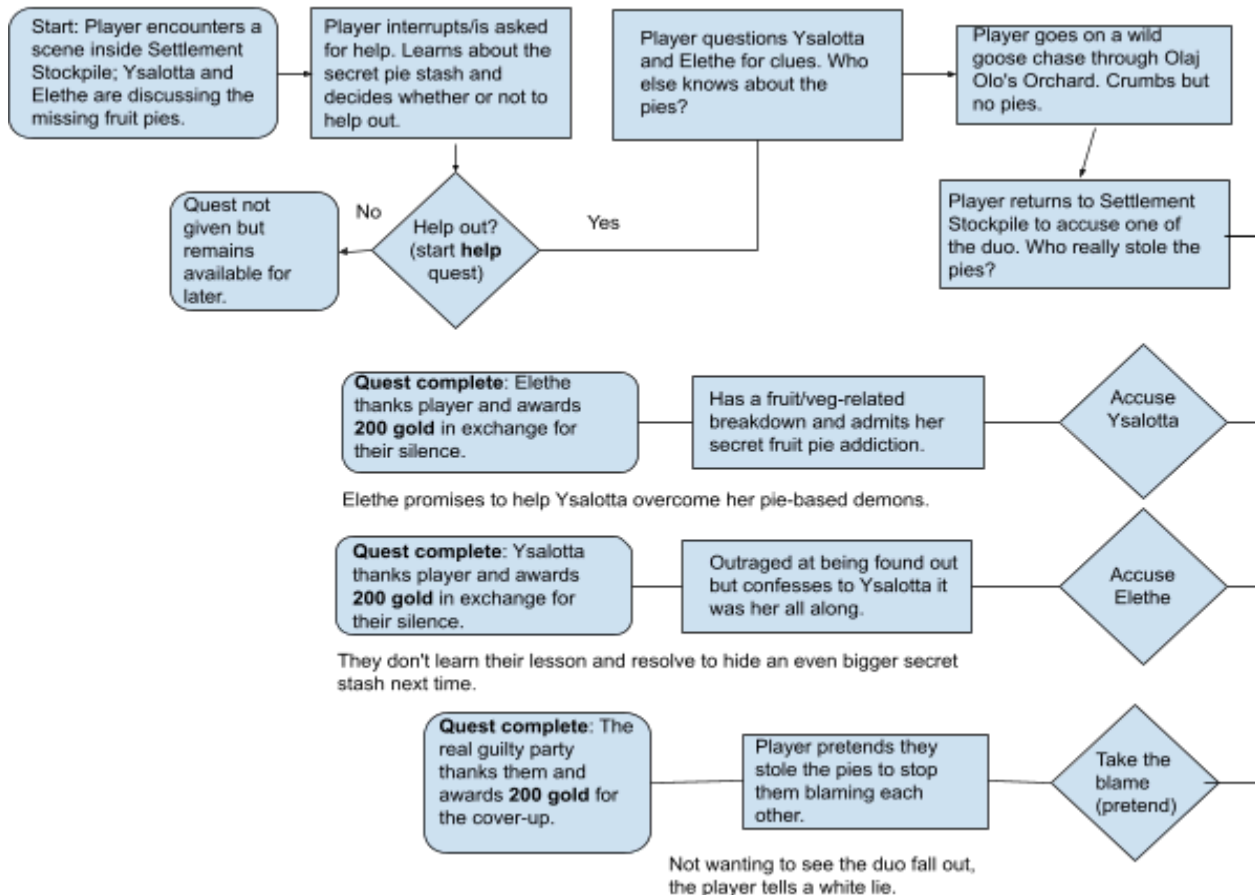 Start: Player encounters a
scene inside Settlement
Stockpile; Ysalotta and
Elethe are discussing the
missing fruit pies.
Player interrupts/is asked
for help. Learns about the
secret pie stash and
decides whether or not to
help out.
Player questions Ysalotta
and Elethe for clues. Who
else knows about the
pies?
Player goes on a wild
goose chase through Olaj
Olo's Orchard. Crumbs but
no pies.
Quest not
given but
remains
available for
later.
No
Help out?
(start help
quest)
Yes
Player returns to Settlement
Stockpile to accuse one of
the duo. Who really stole the
pies?
Quest complete: Elethe
thanks player and awards
200 gold in exchange for
their silence.
Has a fruit/veg-related
breakdown and admits her
secret fruit pie addiction.
Accuse
Ysalotta
Elethe promises to help Ysalotta overcome her pie-based demons.
Quest complete: Ysalotta
thanks player and awards
200 gold in exchange for
their silence.
Outraged at being found out
but confesses to Ysalotta it
was her all along.
Accuse
Elethe
They don't learn their lesson and resolve to hide an even bigger secret
stash next time.
Quest complete: The
real guilty party
thanks them and
awards 200 gold for
the cover-up.
Player pretends they
stole the pies to stop
them blaming each
other.
Take the
blame
(pretend)
Not wanting to see the duo fall out,
the player tells a white lie.